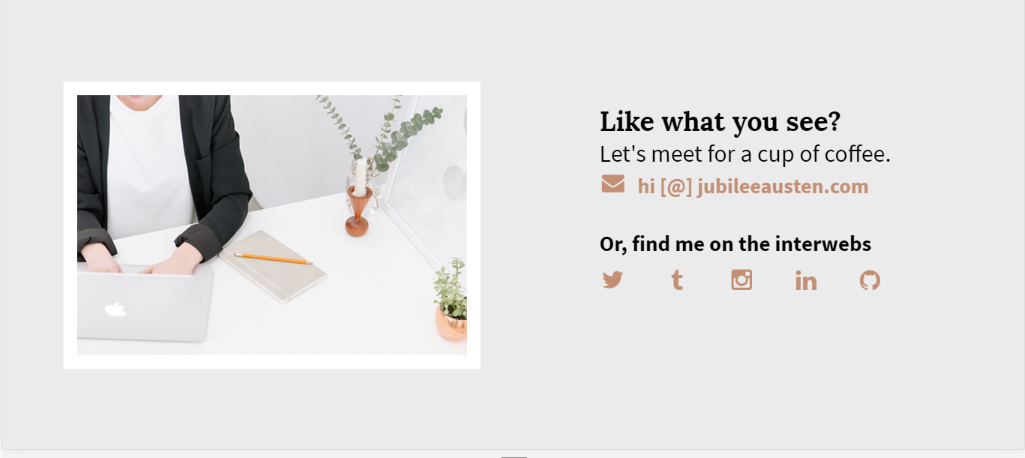 Like what you see?
Let's meet for a cup of coffee.
hi [@] jubileeausten.com
Or, find me on the interwebs